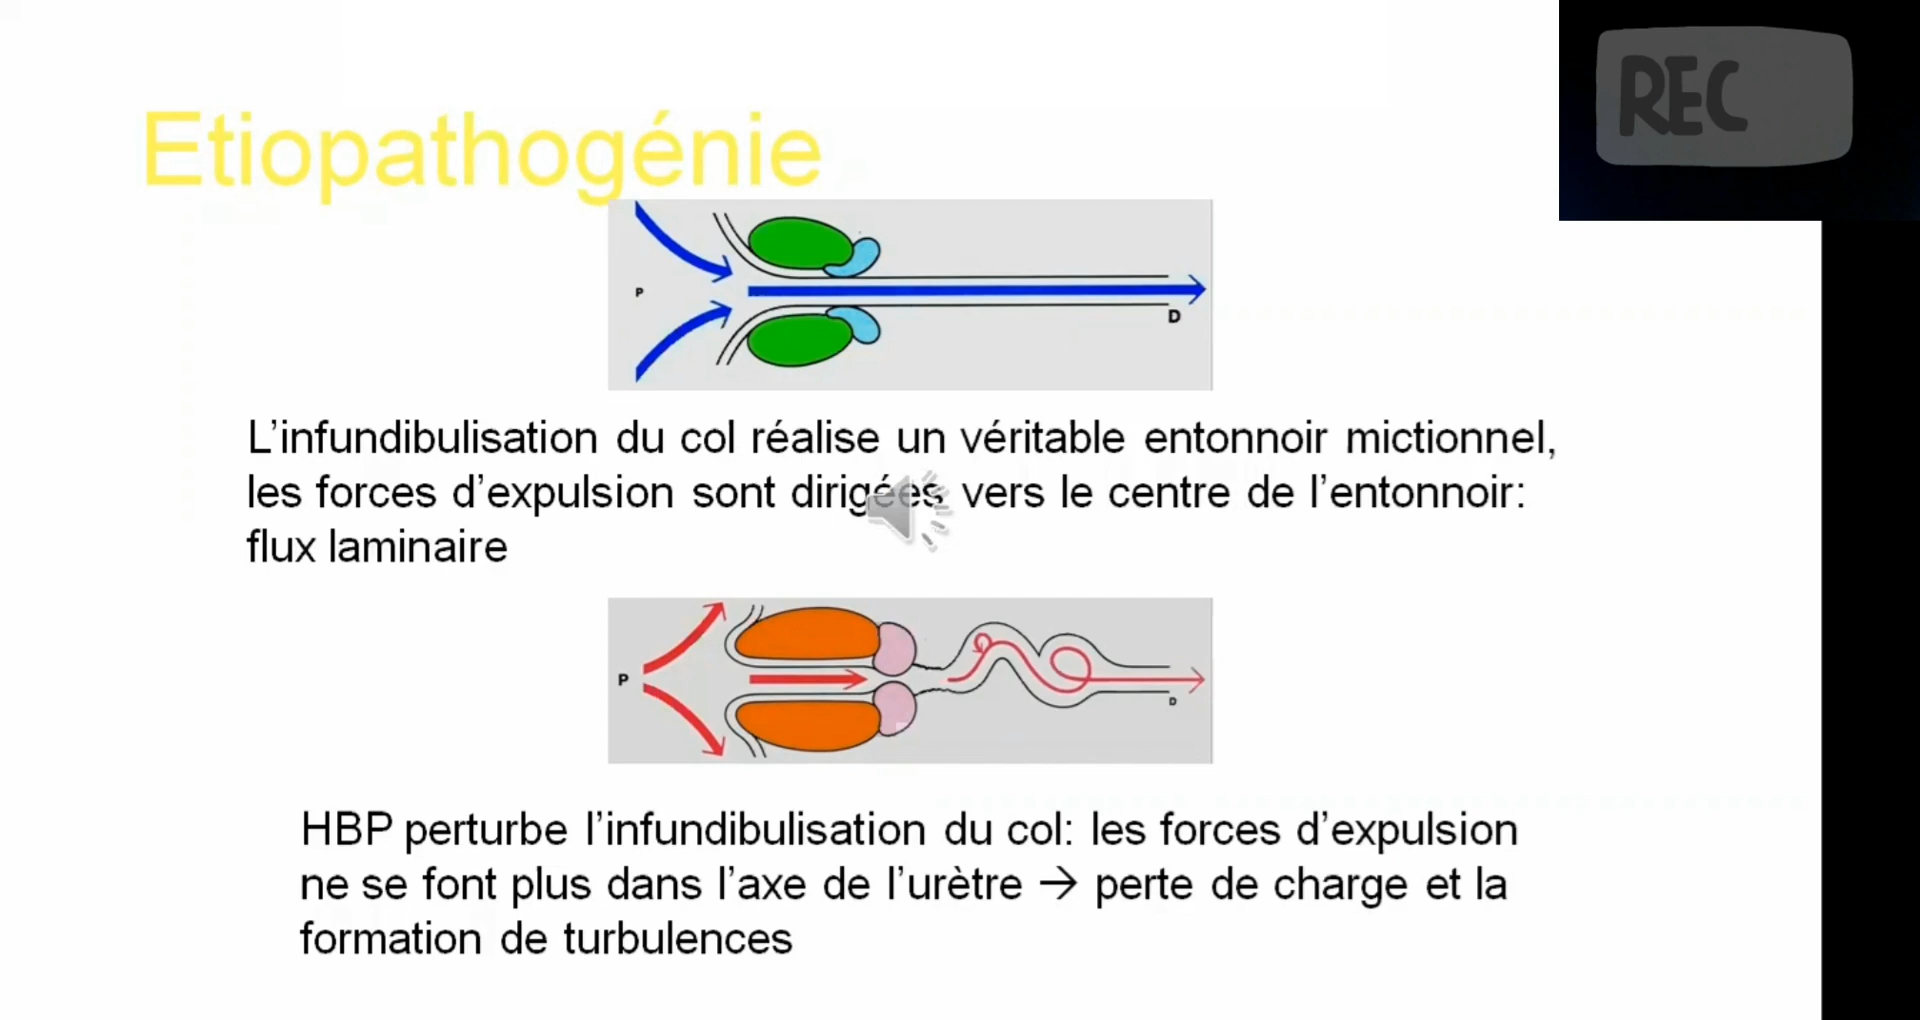 REC
Etiopathogénie
P
D
L'infundibulisation du col réalise un véritable entonnoir mictionnel,
les forces d'expulsion sont dirigées vers le centre de l'entonnoir:
flux laminaire
P
D
HBP perturbe l'infundibulisation du col: les forces d'expulsion
ne se font plus dans l'axe de l'urètre → perte de charge et la
formation de turbulences